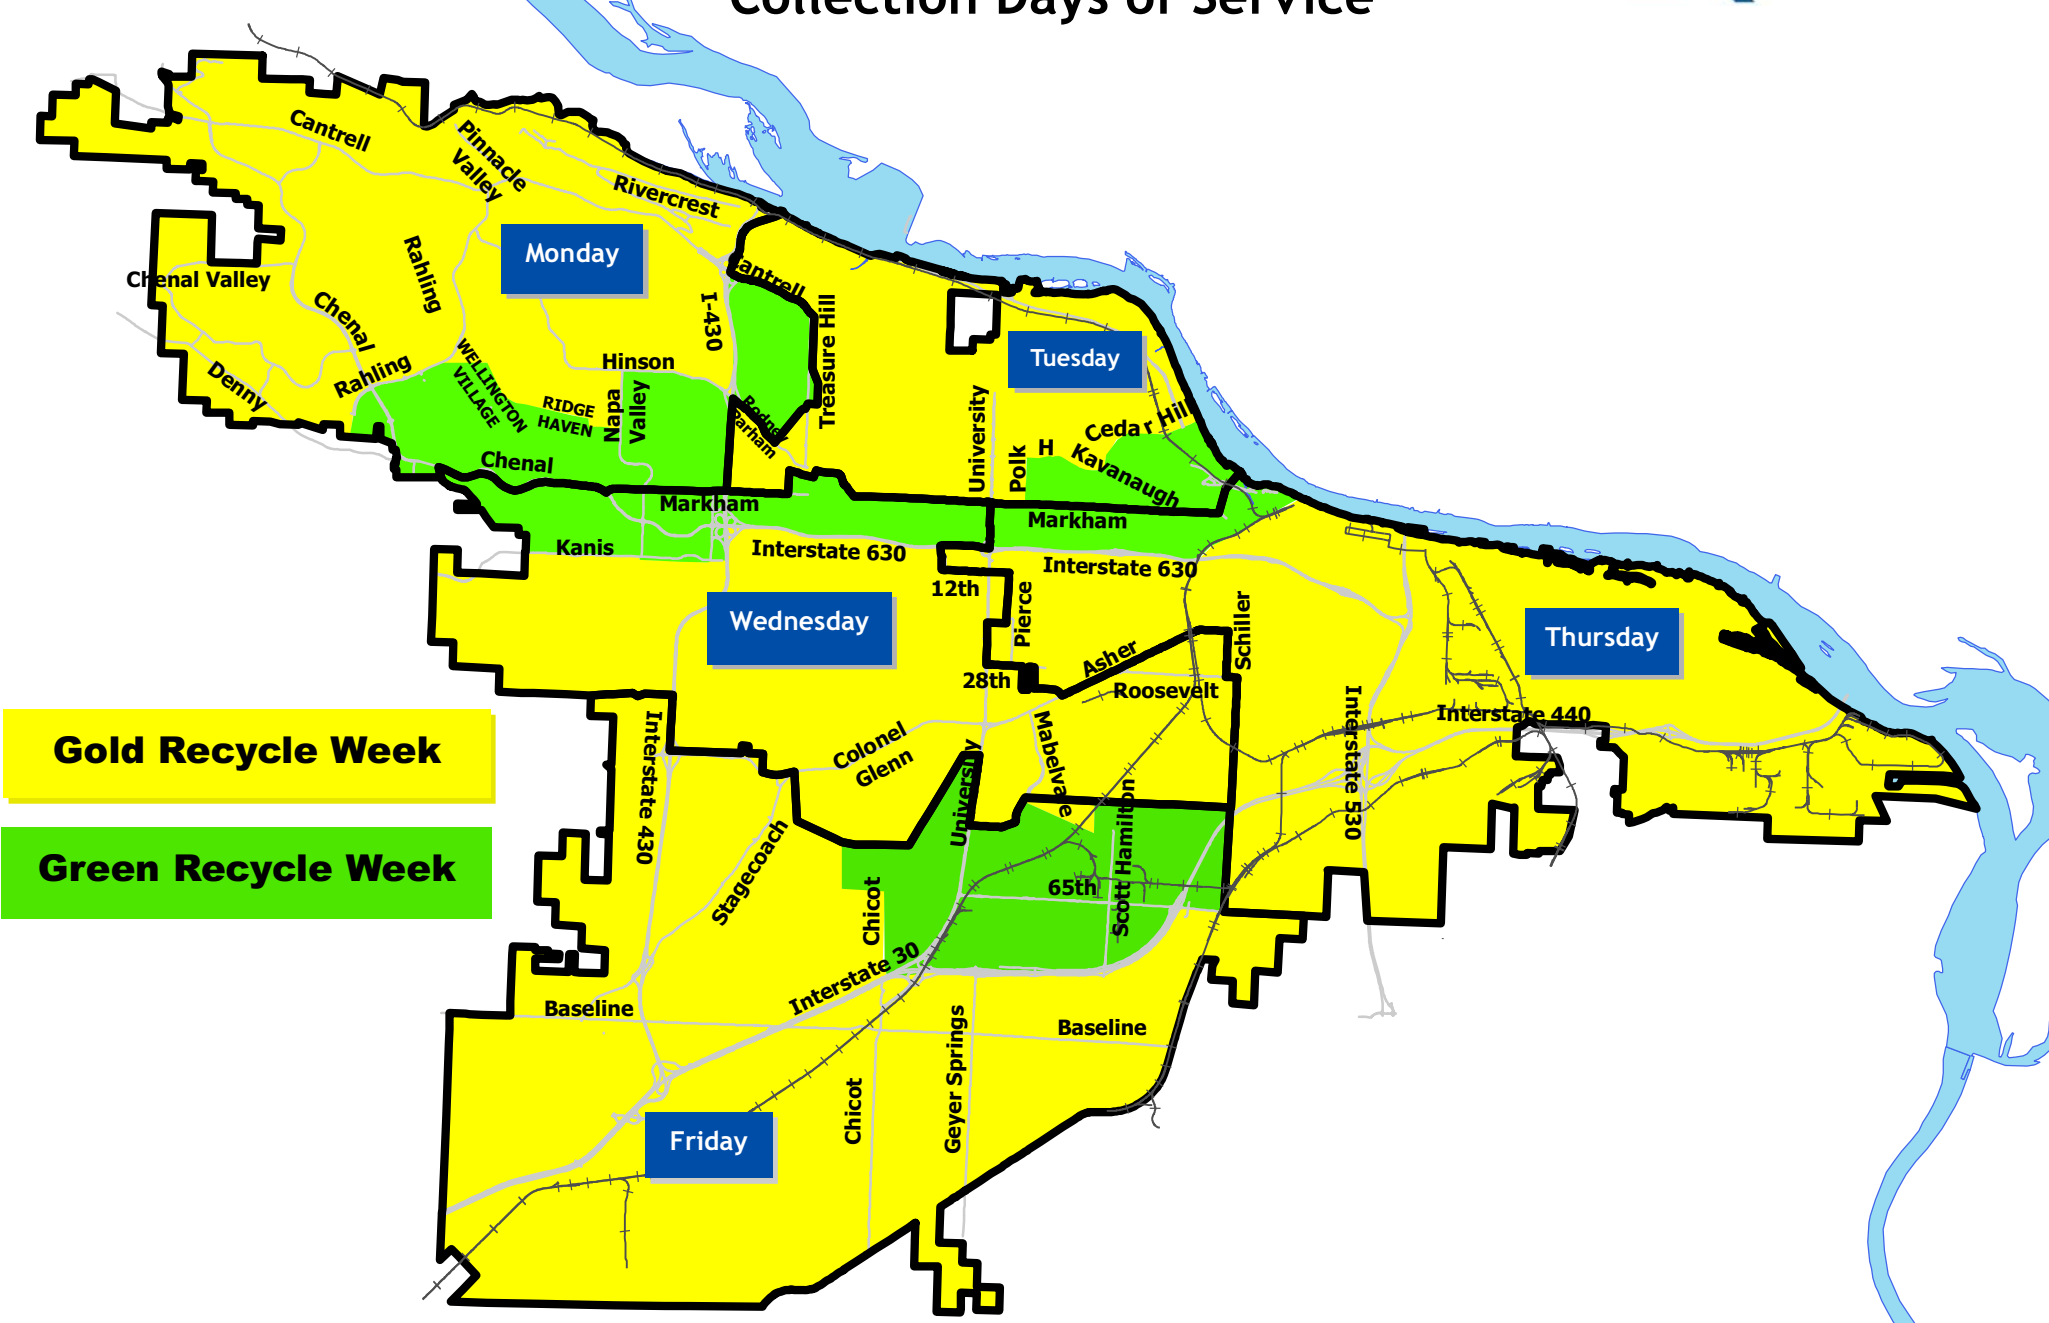 Collection Days of Service
Cantrell
Pinnacle
Valley
Rivercrest
Monday
Rahling
Chenal Valley
Cantrell
Chenal
I-430
Treasure Hill
Tuesday
Hinson
Rahling
Denny
WELLINGTON
VILLAGE
RIDGE
HAVEN
Napa
Valley
Rodney
Parham
University
Polk
H
Cedar Hill
Kavanaugh
Chenal
Markham
Markham
Kanis
Interstate 630
Interstate 630
12th
Pierce
Schiller
Wednesday
Thursday
Asher
28th
Roosevelt
Interstate 440
Gold Recycle Week
Interstate 430
Colonel
Glenn
University
Mabelvale
Interstate 530
Green Recycle Week
Stagecoach
Chicot
65th
Scott Hamilton
Interstate 30
Baseline
Baseline
Geyer Springs
Chicot
Friday